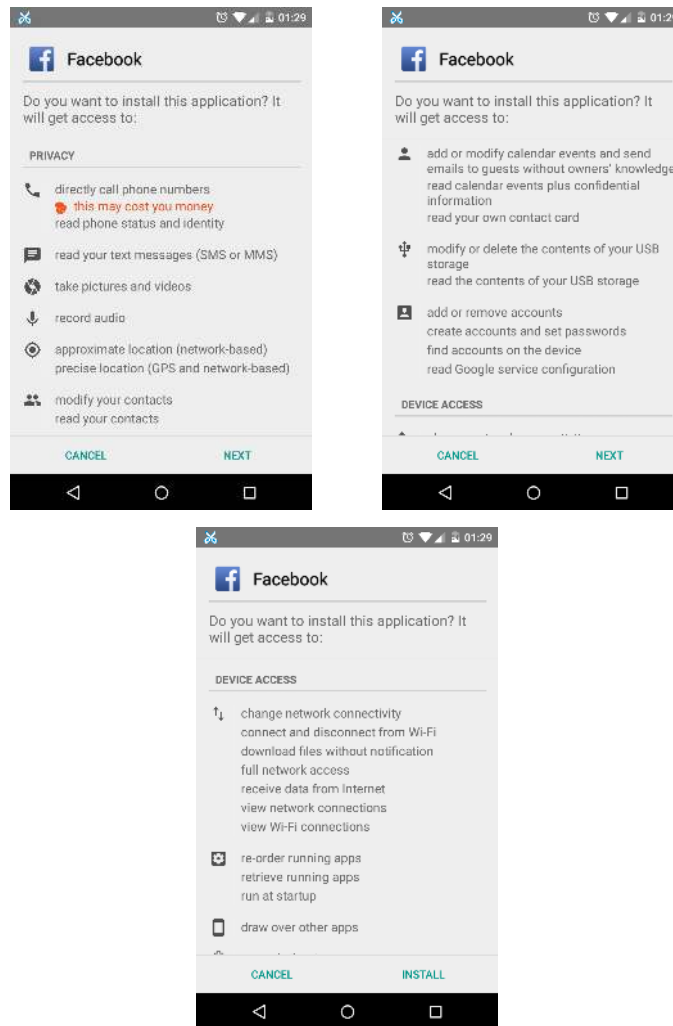 01:29
Facebook
Do you want to install this application? It
will get access to:
PRIVACY
directly call phone numbers
this may cost you money
read phone status and identity
read your text messages (SMS or MMS)
take pictures and videos
record audio
approximate location (network-based)
precise location (GPS and network-based)
modify your contacts
read your contacts
CANCEL NEXT
Facebook
Do you want to install this application? It
will get access to:
add or modify calendar events and send
emails to guests without owners' knowledge
read calendar events plus confidential
information
read your own contact card
modify or delete the contents of your USB
storage
read the contents of your USB storage
add or remove accounts
create accounts and set passwords
find accounts on the device
read Google service configuration
DEVICE ACCESS
CANCEL NEXT
01:29
Facebook
Do you want to install this application? It
will get access to:
DEVICE ACCESS
change network connectivity
connect and disconnect from Wi-Fi
download files without notification
full network access
receive data from Internet
view network connections
view Wi-Fi connections
re-order running apps
retrieve running apps
run at startup
draw over other apps
CANCEL INSTALL